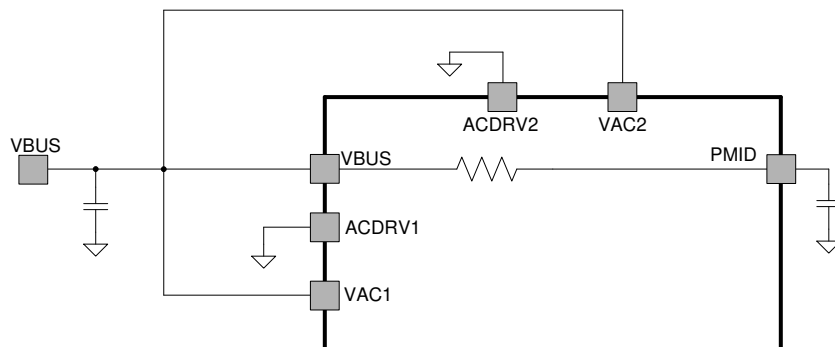 ACDRV2
VAC2
VBUS
VBUS
PMID
ACDRV1
VAC1